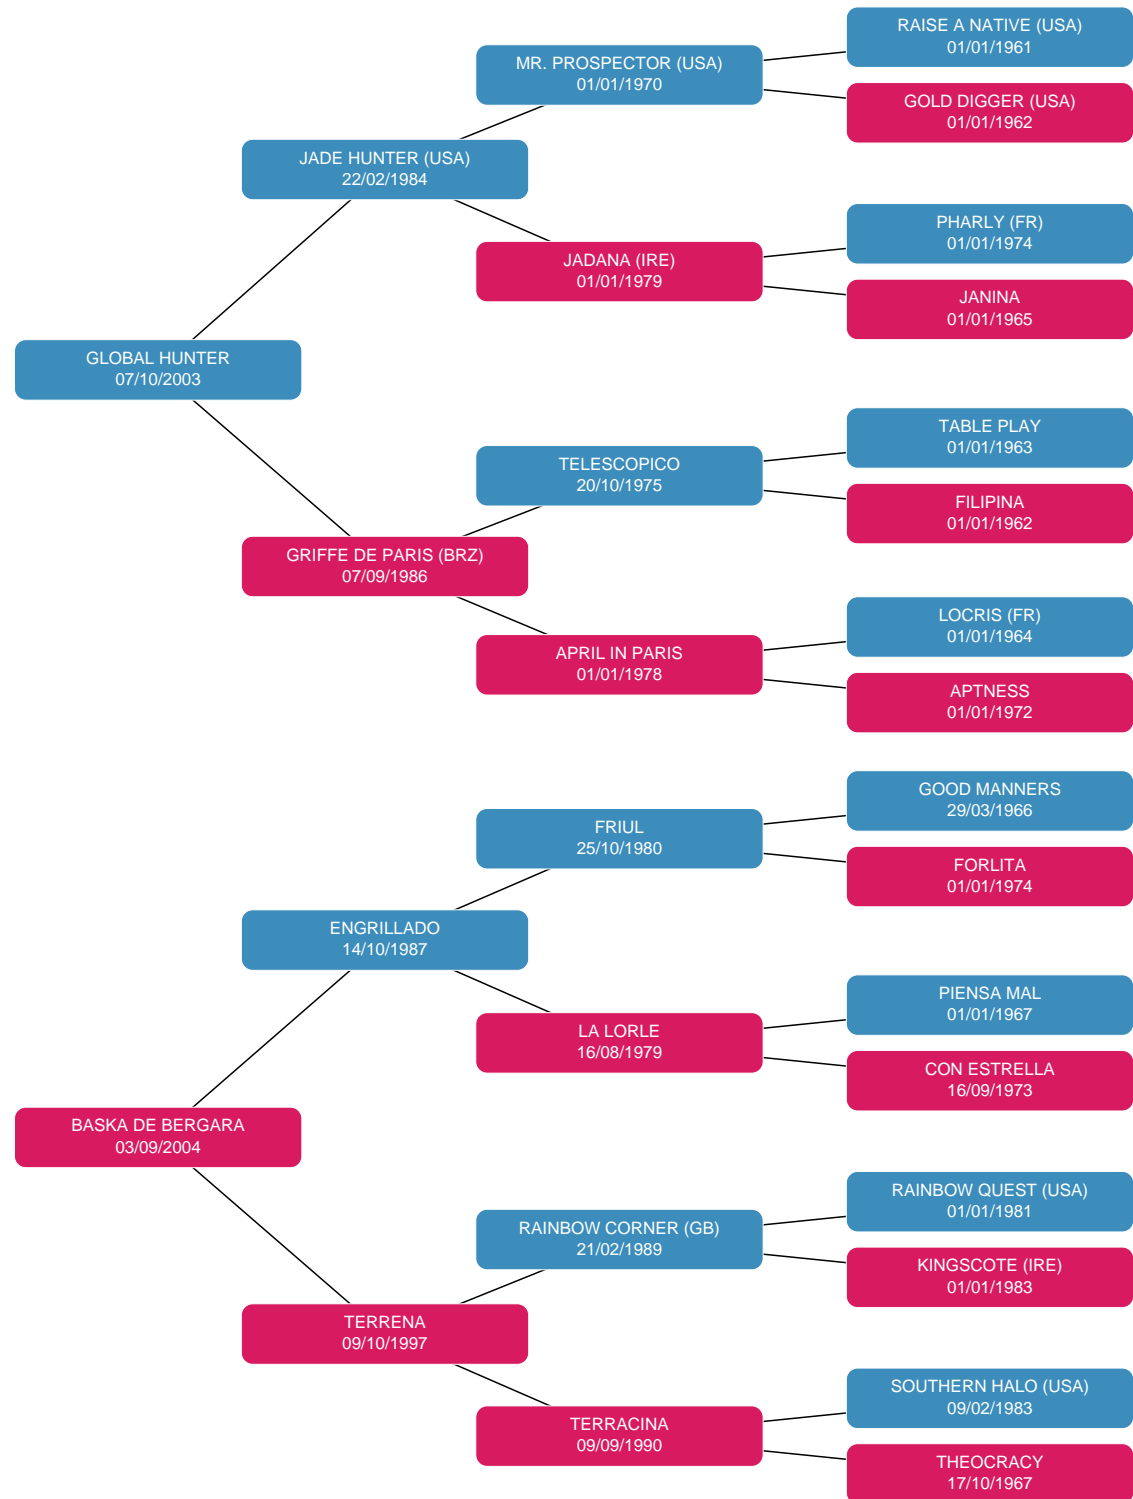 RAISE A NATIVE (USA)
01/01/1961
MR. PROSPECTOR (USA)
01/01/1970
GOLD DIGGER (USA)
01/01/1962
JADE HUNTER (USA)
22/02/1984
PHARLY (FR)
01/01/1974
JADANA (IRE)
01/01/1979
JANINA
01/01/1965
GLOBAL HUNTER
07/10/2003
TABLE PLAY
01/01/1963
TELESCOPICO
20/10/1975
FILIPINA
01/01/1962
GRIFFE DE PARIS (BRZ)
07/09/1986
LOCRIS (FR)
01/01/1964
APRIL IN PARIS
01/01/1978
APTNESS
01/01/1972
GOOD MANNERS
29/03/1966
FRIUL
25/10/1980
FORLITA
01/01/1974
ENGRILLADO
14/10/1987
PIENSA MAL
01/01/1967
LA LORLE
16/08/1979
CON ESTRELLA
16/09/1973
BASKA DE BERGARA
03/09/2004
RAINBOW QUEST (USA)
01/01/1981
RAINBOW CORNER (GB)
21/02/1989
KINGSCOTE (IRE)
01/01/1983
TERRENA
09/10/1997
SOUTHERN HALO (USA)
09/02/1983
TERRACINA
09/09/1990
THEOCRACY
17/10/1967